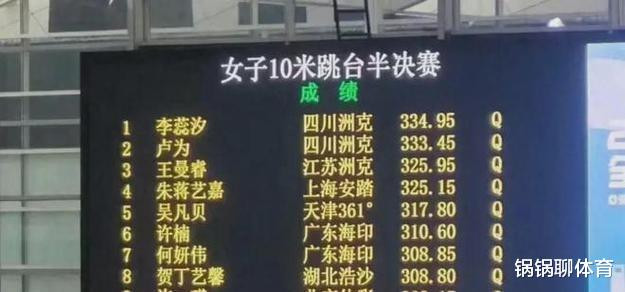 女子10米跳台半决赛
成绩
1 李蕊汐 四川洲克 334.95 Q
2 卢为 四川洲克 333.45 Q
3 王曼睿 江苏洲克 325.95 Q
4 朱蒋艺嘉 上海安踏 325.15 Q
5 吴凡贝 天津361° 317.80 Q
6 许楠 广东海印 310.60 Q
7 何妍伟 广东海印 308.85 Q
8 贺丁艺馨 湖北浩沙 308.80 Q
锅锅聊体育